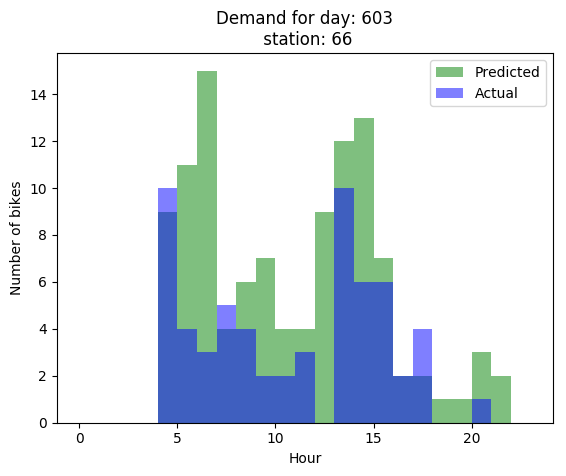 Demand for day: 603
station: 66
Predicted
Actual
Number of bikes
14
12
10
8
6
4
2
0
0 5 10 15 20
Hour